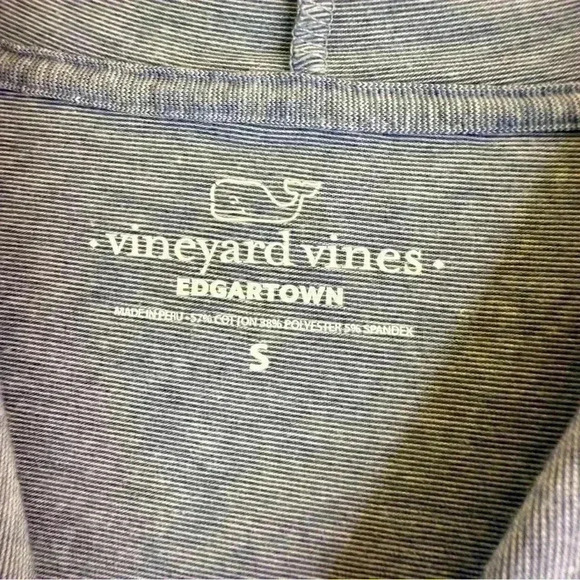 • vineyard vines •
EDGARTOWN
MADE IN PERU • 57% COTTON 38% POLYESTER 5% SPANDEX
S